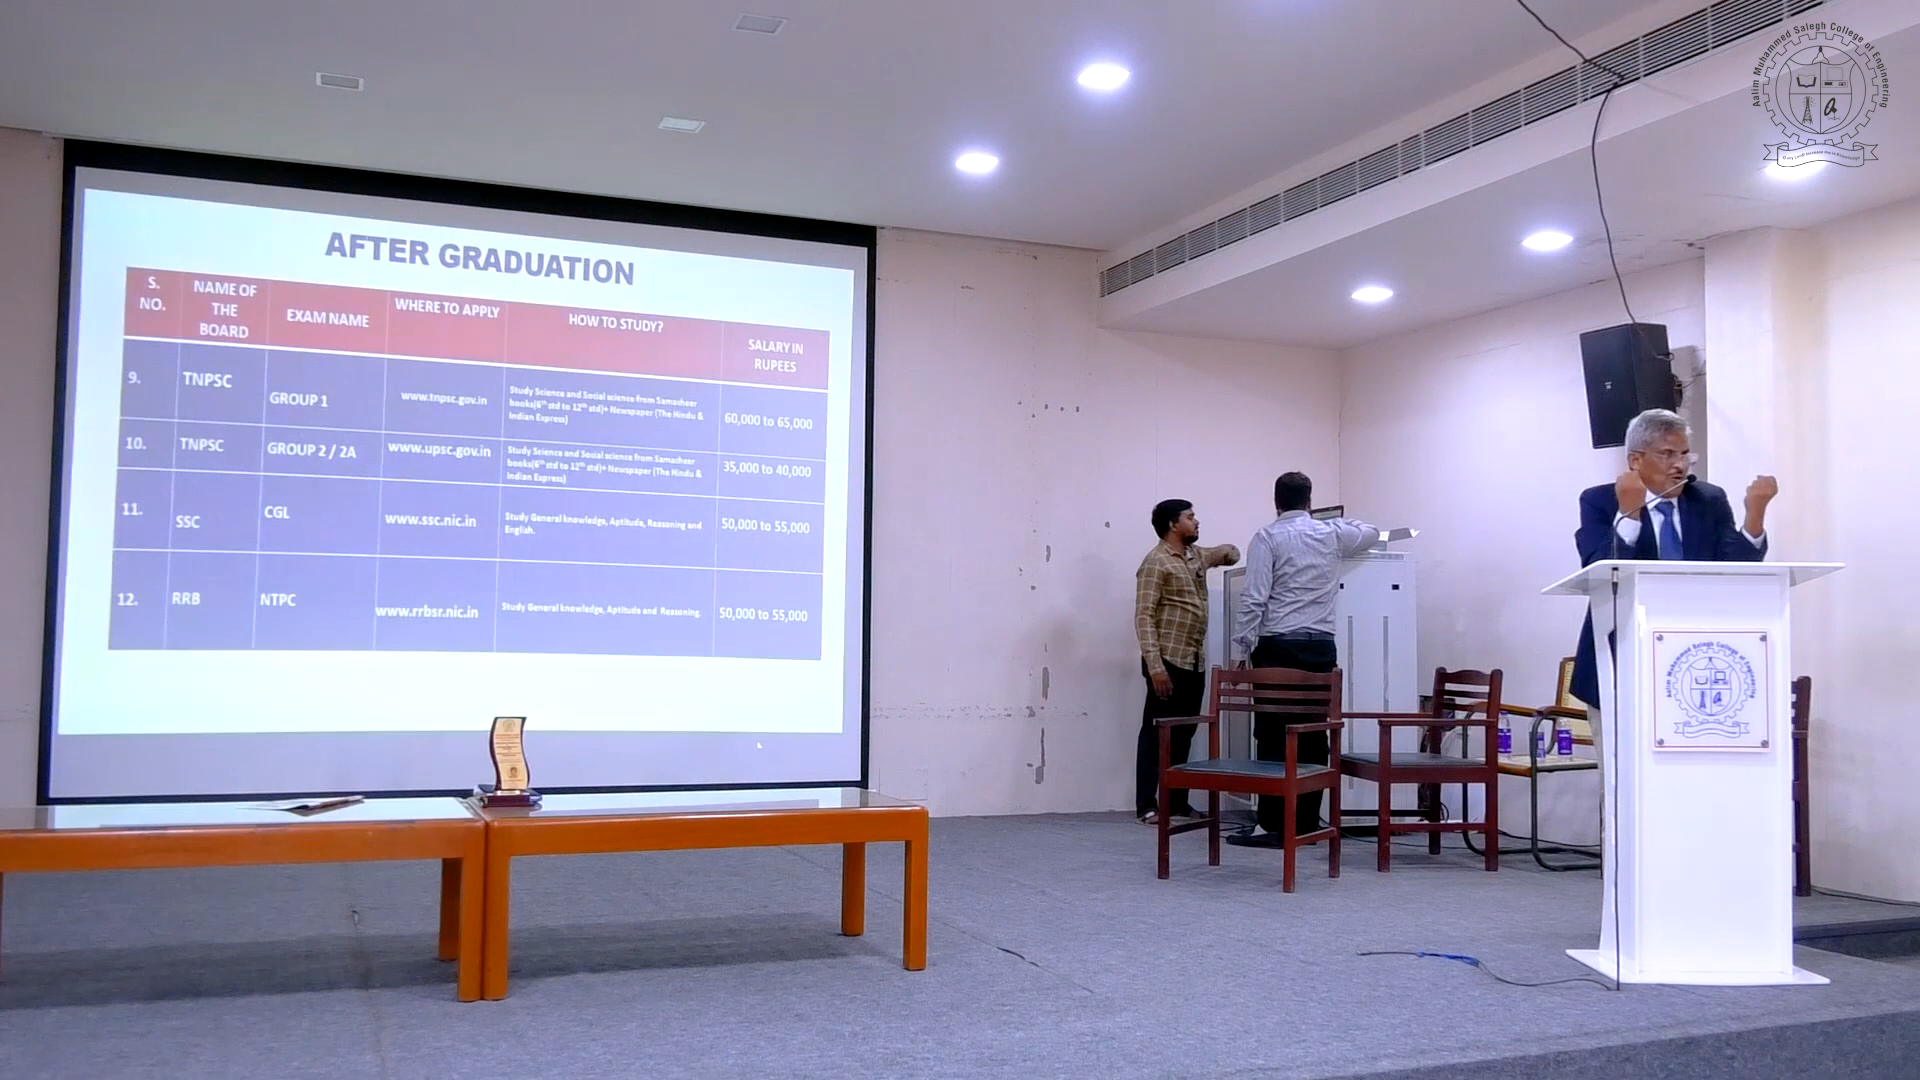 Aalim Muhammed Salegh College of Engineering
AFTER GRADUATION
S. NO.
NAME OF THE BOARD
EXAM NAME
WHERE TO APPLY
HOW TO STUDY?
SALARY IN RUPEES
9.
TNPSC
GROUP 1
www.tnpsc.gov.in
Study Science and Social science from Samacheer
books(6th std to 12th std)+ Newspaper (The Hindu &
Indian Express)
60,000 to 65,000
10.
TNPSC
GROUP 2 / 2A
www.upsc.gov.in
Study Science and Social science from Samacheer
books(6th std to 12th std)+ Newspaper (The Hindu &
Indian Express)
35,000 to 40,000
11.
SSC
CGL
www.ssc.nic.in
Study General knowledge, Aptitude, Reasoning and
English.
50,000 to 55,000
12.
RRB
NTPC
www.rrbsr.nic.in
Study General knowledge, Aptitude and Reasoning.
50,000 to 55,000
Aalim Muhammed Salegh College of Engineering